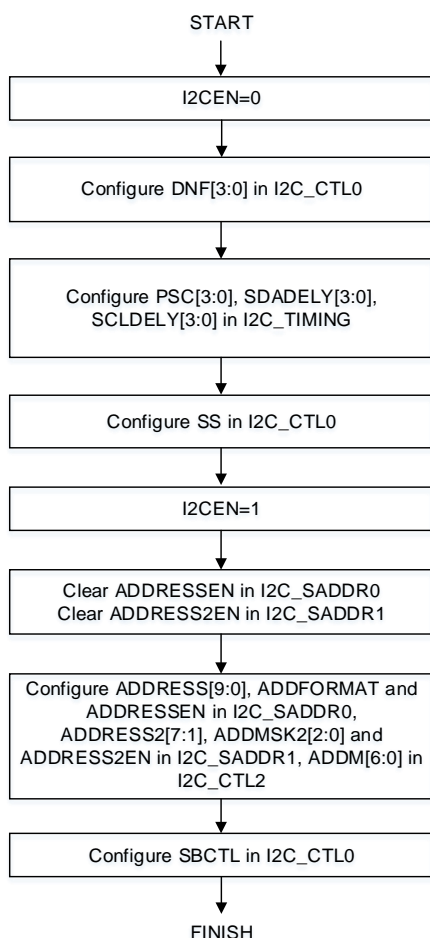 START
I2CEN=0
Configure DNF[3:0] in I2C_CTL0
Configure PSC[3:0], SDADELY[3:0],
SCLDELY[3:0] in I2C_TIMING
Configure SS in I2C_CTL0
I2CEN=1
Clear ADDRESSEN in I2C_SADDR0
Clear ADDRESS2EN in I2C_SADDR1
Configure ADDRESS[9:0], ADDFORMAT and
ADDRESSEN in I2C_SADDR0,
ADDRESS2[7:1], ADDMSK2[2:0] and
ADDRESS2EN in I2C_SADDR1, ADDM[6:0] in
I2C_CTL2
Configure SBCTL in I2C_CTL0
FINISH